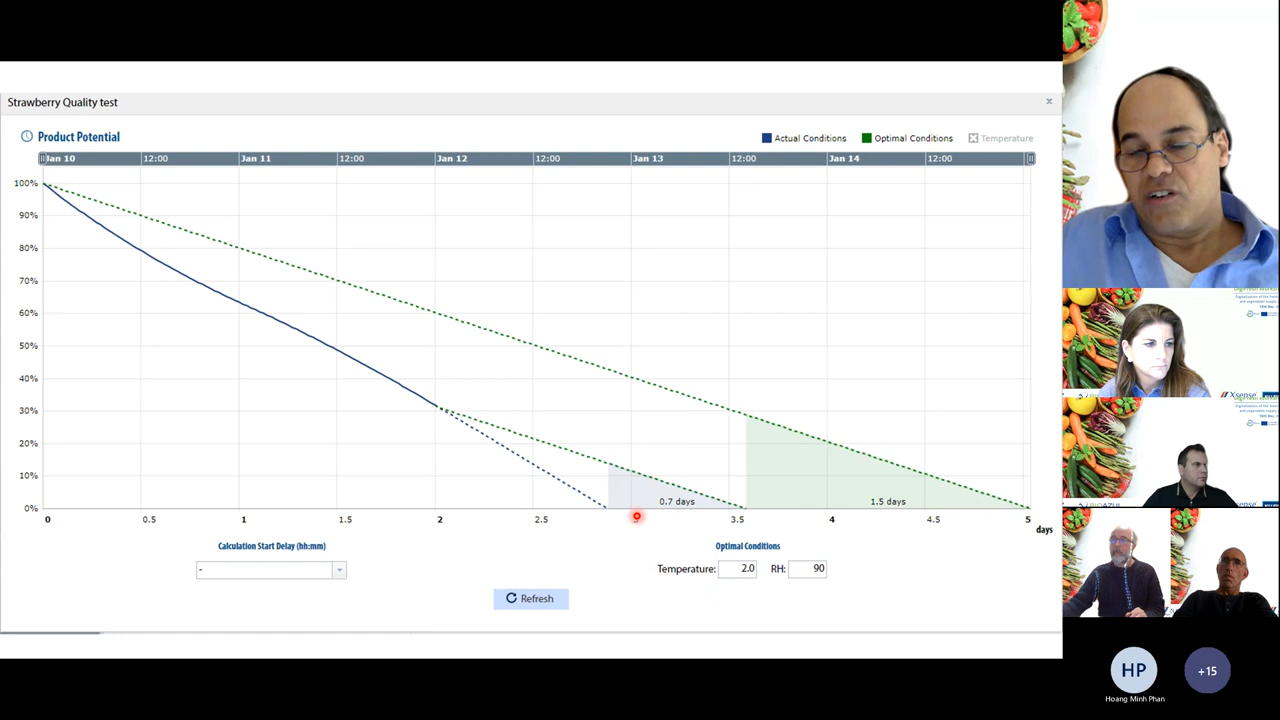 Strawberry Quality test
×
Product Potential
Actual Conditions
Optimal Conditions
Temperature
Jan 10 12:00 Jan 11 12:00 Jan 12 12:00 Jan 13 12:00 Jan 14 12:00
100%
90%
80%
70%
60%
50%
40%
30%
20%
10%
0%
0.7 days
1.5 days
0 0.5 1 1.5 2 2.5 3.5 4 4.5 5
days
Calculation Start Delay (hh:mm)
-
Optimal Conditions
Temperature: 2.0 RH: 90
Refresh
Xsense
BIOAZUL
HP
Hoang Minh Phan
+15